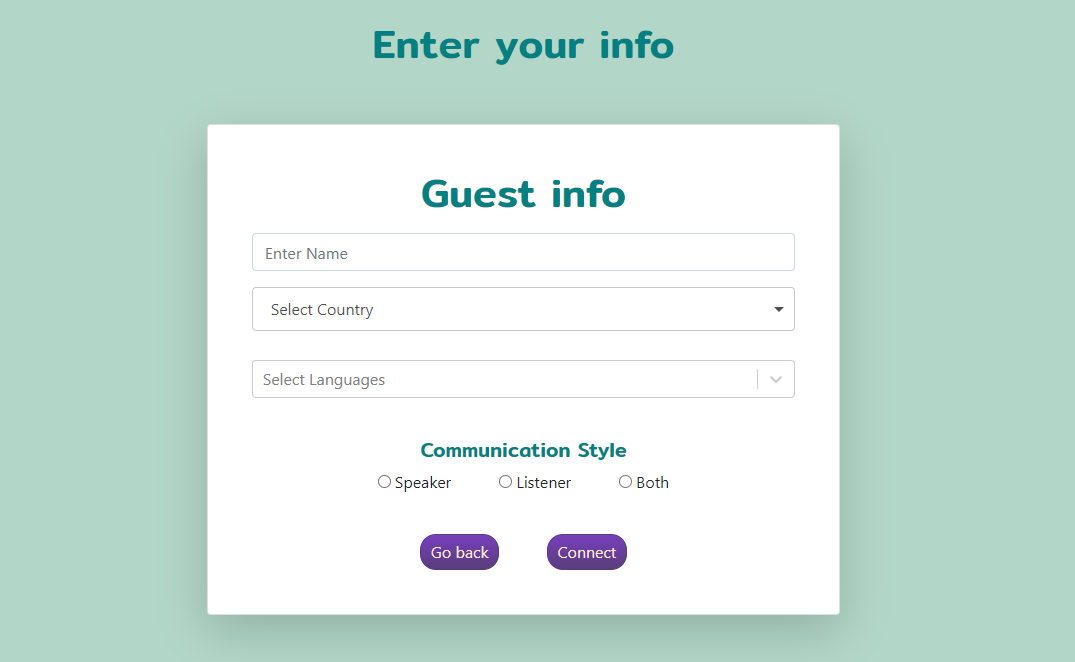 Enter your info
Guest info
Enter Name
Select Country
Select Languages
Communication Style
Speaker Listener Both
Go back Connect